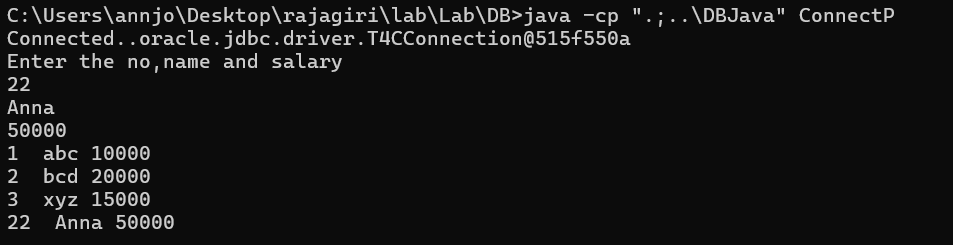 C:\Users\annjo\Desktop\rajagiri\lab\Lab\DB>java -cp ".;..\DBJava" ConnectP
Connected..oracle.jdbc.driver.T4CConnection@515f550a
Enter the no,name and salary
22
Anna
50000
1  abc 10000
2  bcd 20000
3  xyz 15000
22  Anna 50000